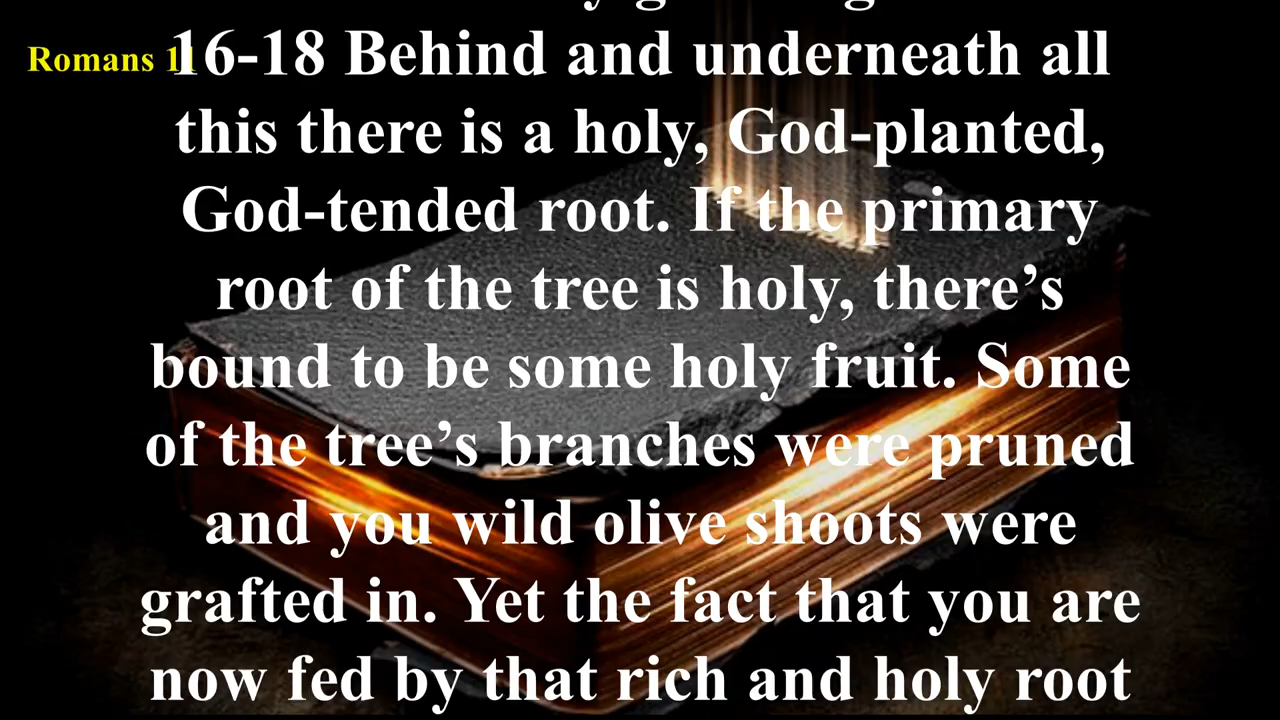 Romans 11
16-18 Behind and underneath all
this there is a holy, God-planted,
God-tended root. If the primary
root of the tree is holy, there’s
bound to be some holy fruit. Some
of the tree’s branches were pruned
and you wild olive shoots were
grafted in. Yet the fact that you are
now fed by that rich and holy root